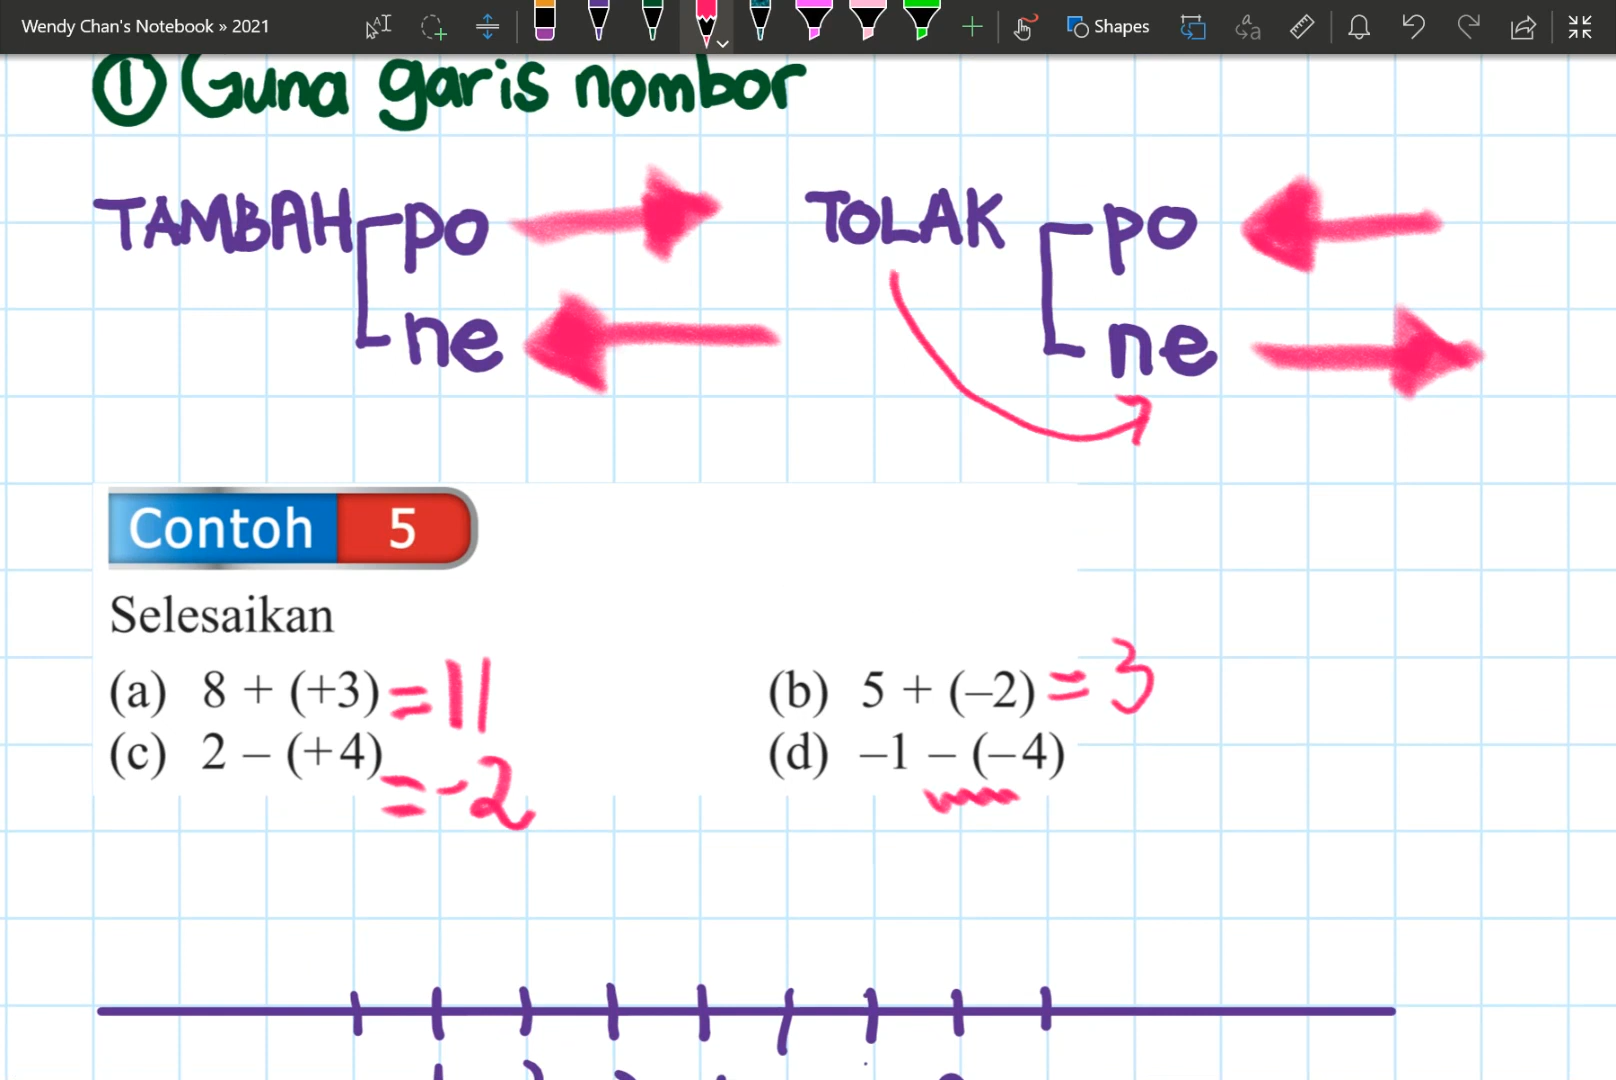 Wendy Chan's Notebook » 2021
Shapes
① Guna garis nombor
TAMBAH po TOLAK po
ne ne
Contoh 5
Selesaikan
(a) 8 + (+3) = 11 (b) 5 + (–2) = 3
(c) 2 – (+4) = -2 (d) –1 – (–4)